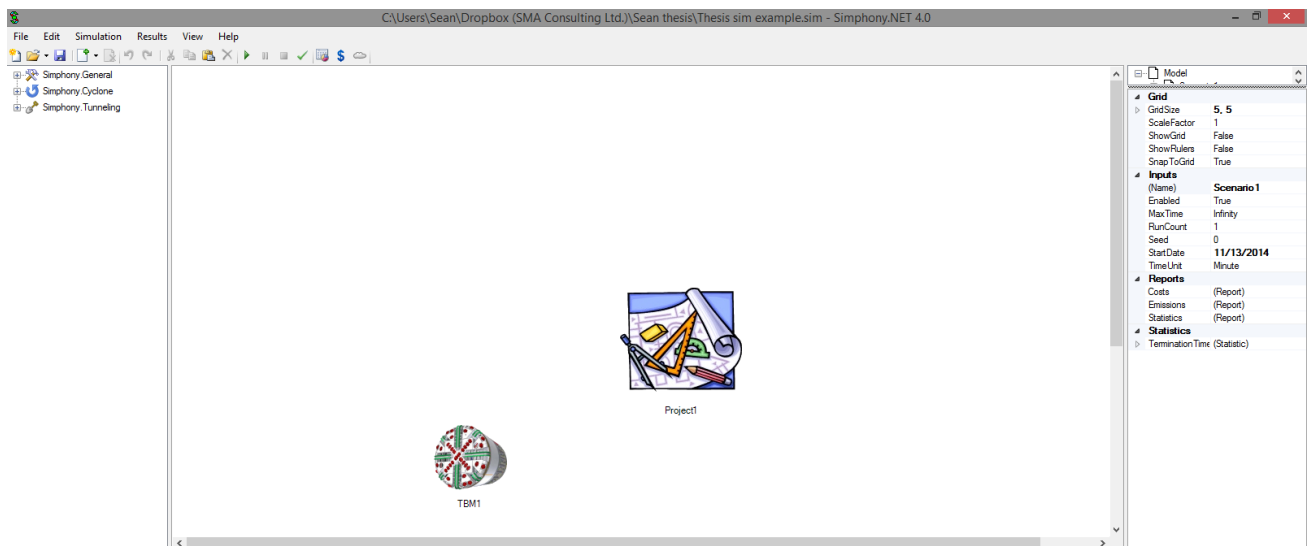 C:\Users\Sean\Dropbox (SMA Consulting Ltd.)\Sean thesis\Thesis sim example.sim - Simphony.NET 4.0
File Edit Simulation Results View Help
Simphony.General
Simphony.Cyclone
Simphony.Tunneling
Project1
TBM1
Model
Grid
GridSize 5, 5
ScaleFactor 1
ShowGrid False
ShowRulers False
SnapToGrid True
Inputs
(Name) Scenario1
Enabled True
MaxTime Infinity
RunCount 1
Seed 0
StartDate 11/13/2014
TimeUnit Minute
Reports
Costs (Report)
Emissions (Report)
Statistics (Report)
Statistics
TerminationTime (Statistic)